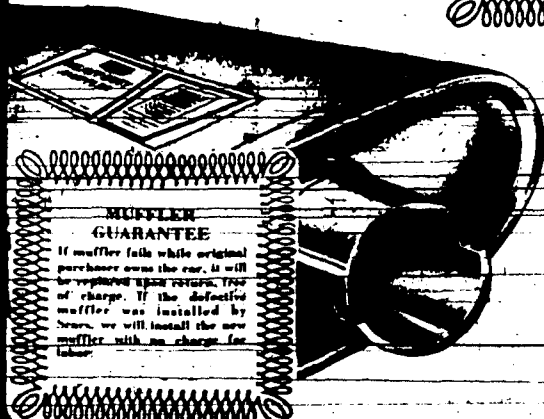 MUFFLER
GUARANTEE
If muffler fails while original
purchaser owns the car, it will
be replaced upon return, free
of charge. If the defective
muffler was installed by
Sears, we will install the new
muffler with no charge for
labor.